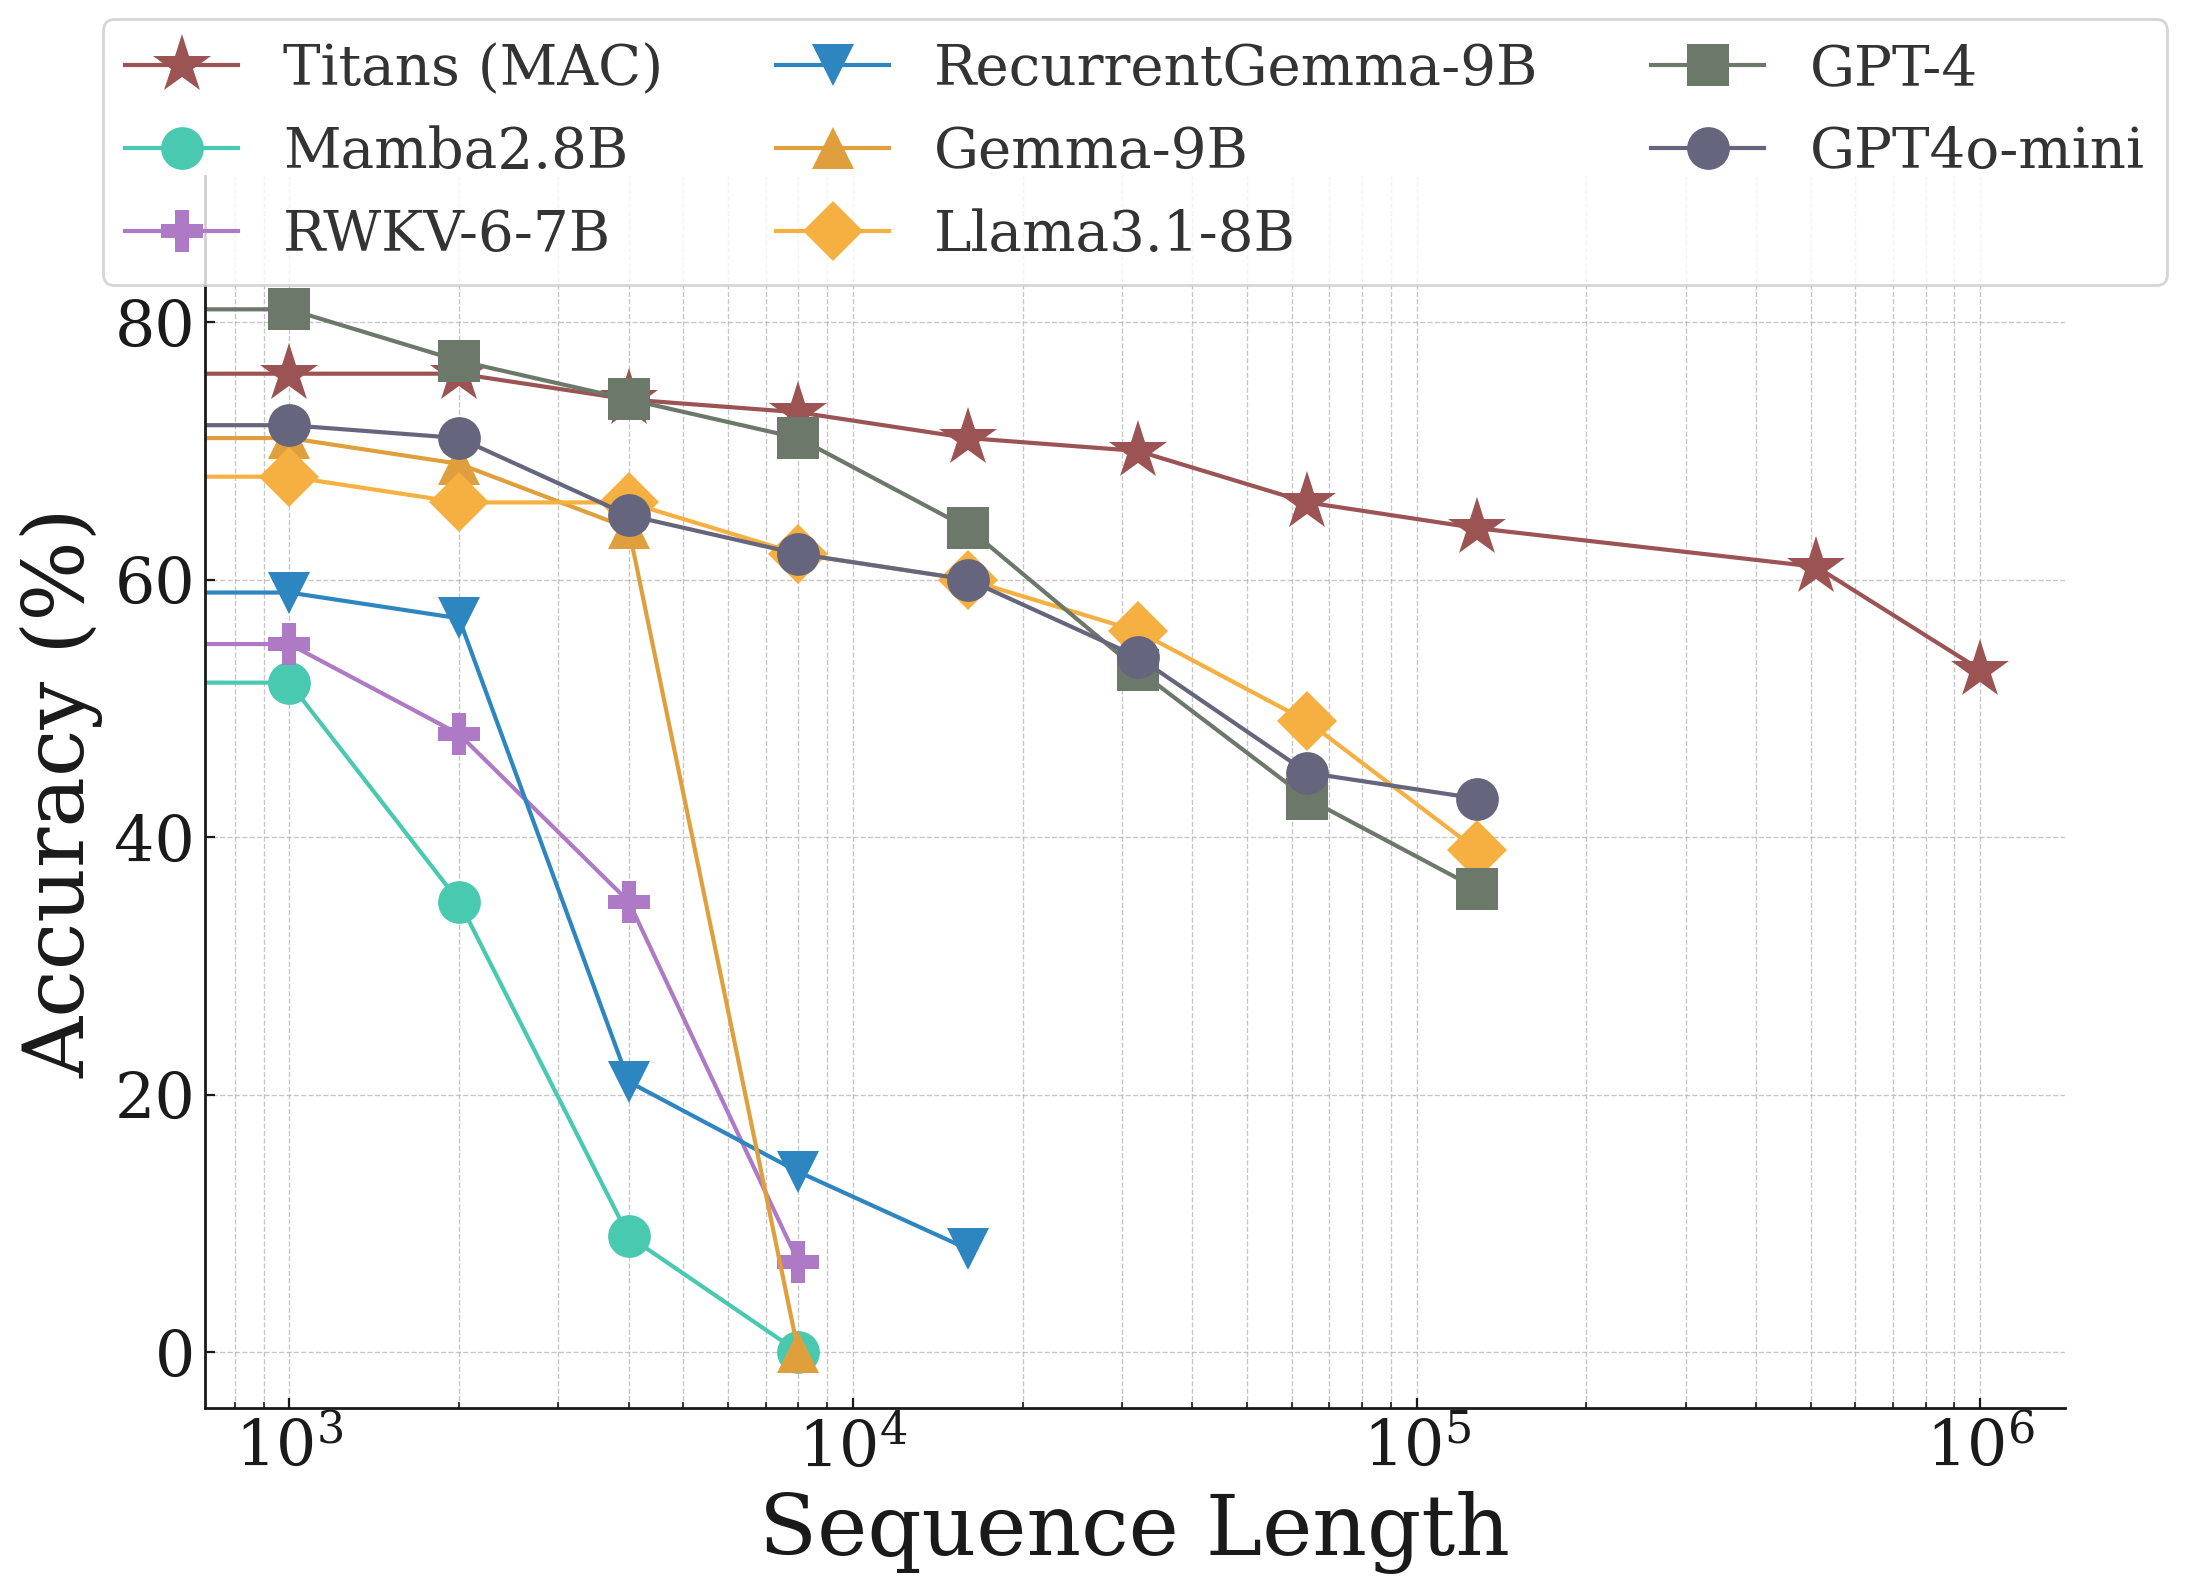 Titans (MAC)
Mamba2.8B
RWKV-6-7B
RecurrentGemma-9B
Gemma-9B
Llama3.1-8B
GPT-4
GPT4o-mini
Accuracy (%)
80
60
40
20
0
10³
10⁴
10⁵
10⁶
Sequence Length